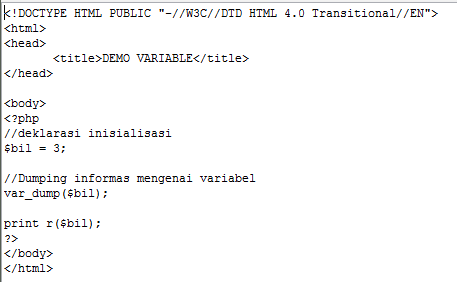 <!DOCTYPE HTML PUBLIC "-//W3C//DTD HTML 4.0 Transitional//EN">
<html>
<head>
<title>DEMO VARIABLE</title>
</head>
<body>
<?php
//deklarasi inisialisasi
$bil = 3;
//Dumping informas mengenai variabel
var_dump($bil);
print r($bil);
?>
</body>
</html>